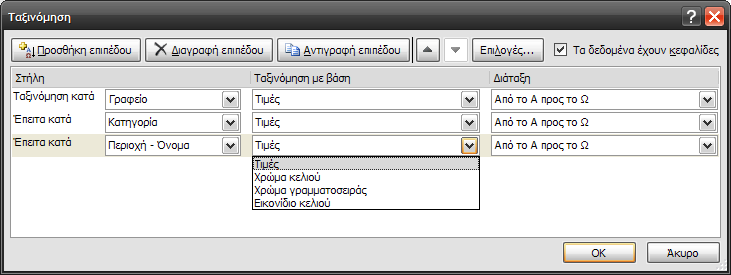 Ταξινόμηση
Προσθήκη επιπέδου Διαγραφή επιπέδου Αντιγραφή επιπέδου Επιλογές... Τα δεδομένα έχουν κεφαλίδες
Στήλη Ταξινόμηση με βάση Διάταξη
Ταξινόμηση κατά Γραφείο Τιμές Από το Α προς το Ω
Έπειτα κατά Κατηγορία Τιμές Από το Α προς το Ω
Έπειτα κατά Περιοχή - Όνομα Τιμές Από το Α προς το Ω
Τιμές
Χρώμα κελιού
Χρώμα γραμματοσειράς
Εικονίδιο κελιού
OK Άκυρο